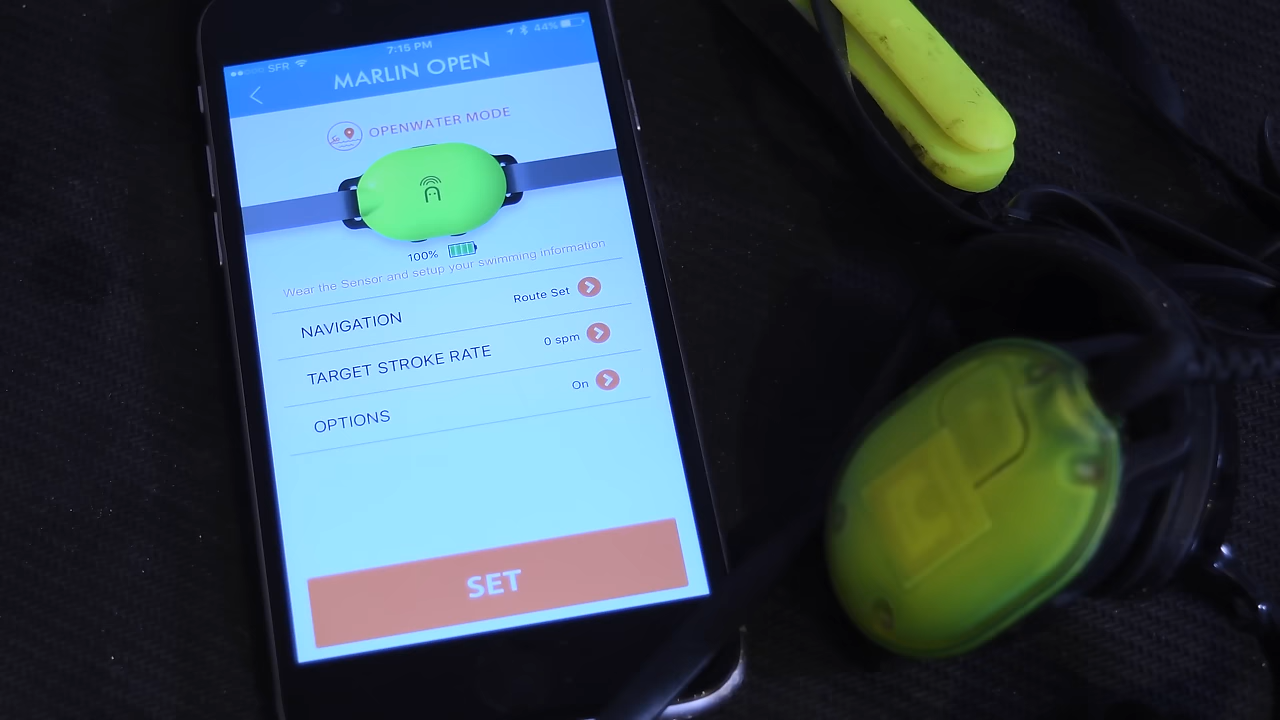 SFR 7:15 PM 44%
MARLIN OPEN
OPENWATER MODE
100%
Wear the Sensor and setup your swimming information
NAVIGATION Route Set
TARGET STROKE RATE 0 spm
OPTIONS On
SET